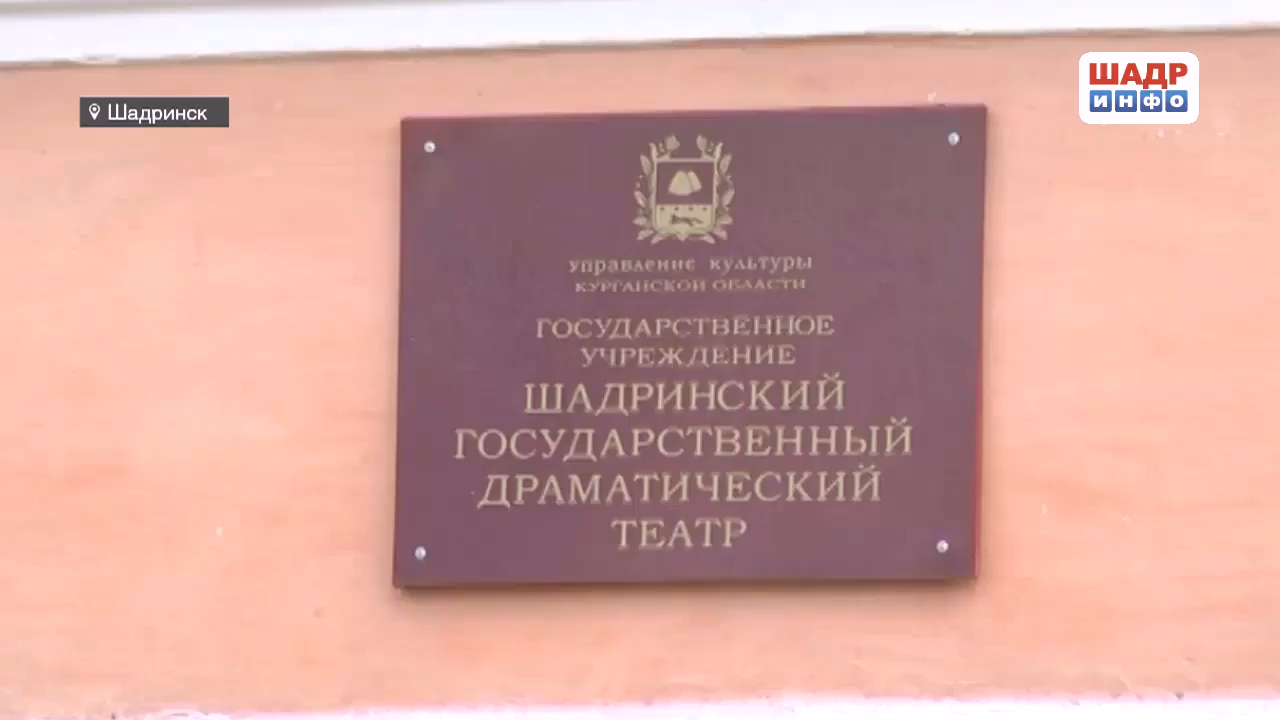 ШАДР
инфо
Шадринск
управление культуры
КУРГАНСКОЙ ОБЛАСТИ
ГОСУДАРСТВЕННОЕ
УЧРЕЖДЕНИЕ
ШАДРИНСКИЙ
ГОСУДАРСТВЕННЫЙ
ДРАМАТИЧЕСКИЙ
ТЕАТР